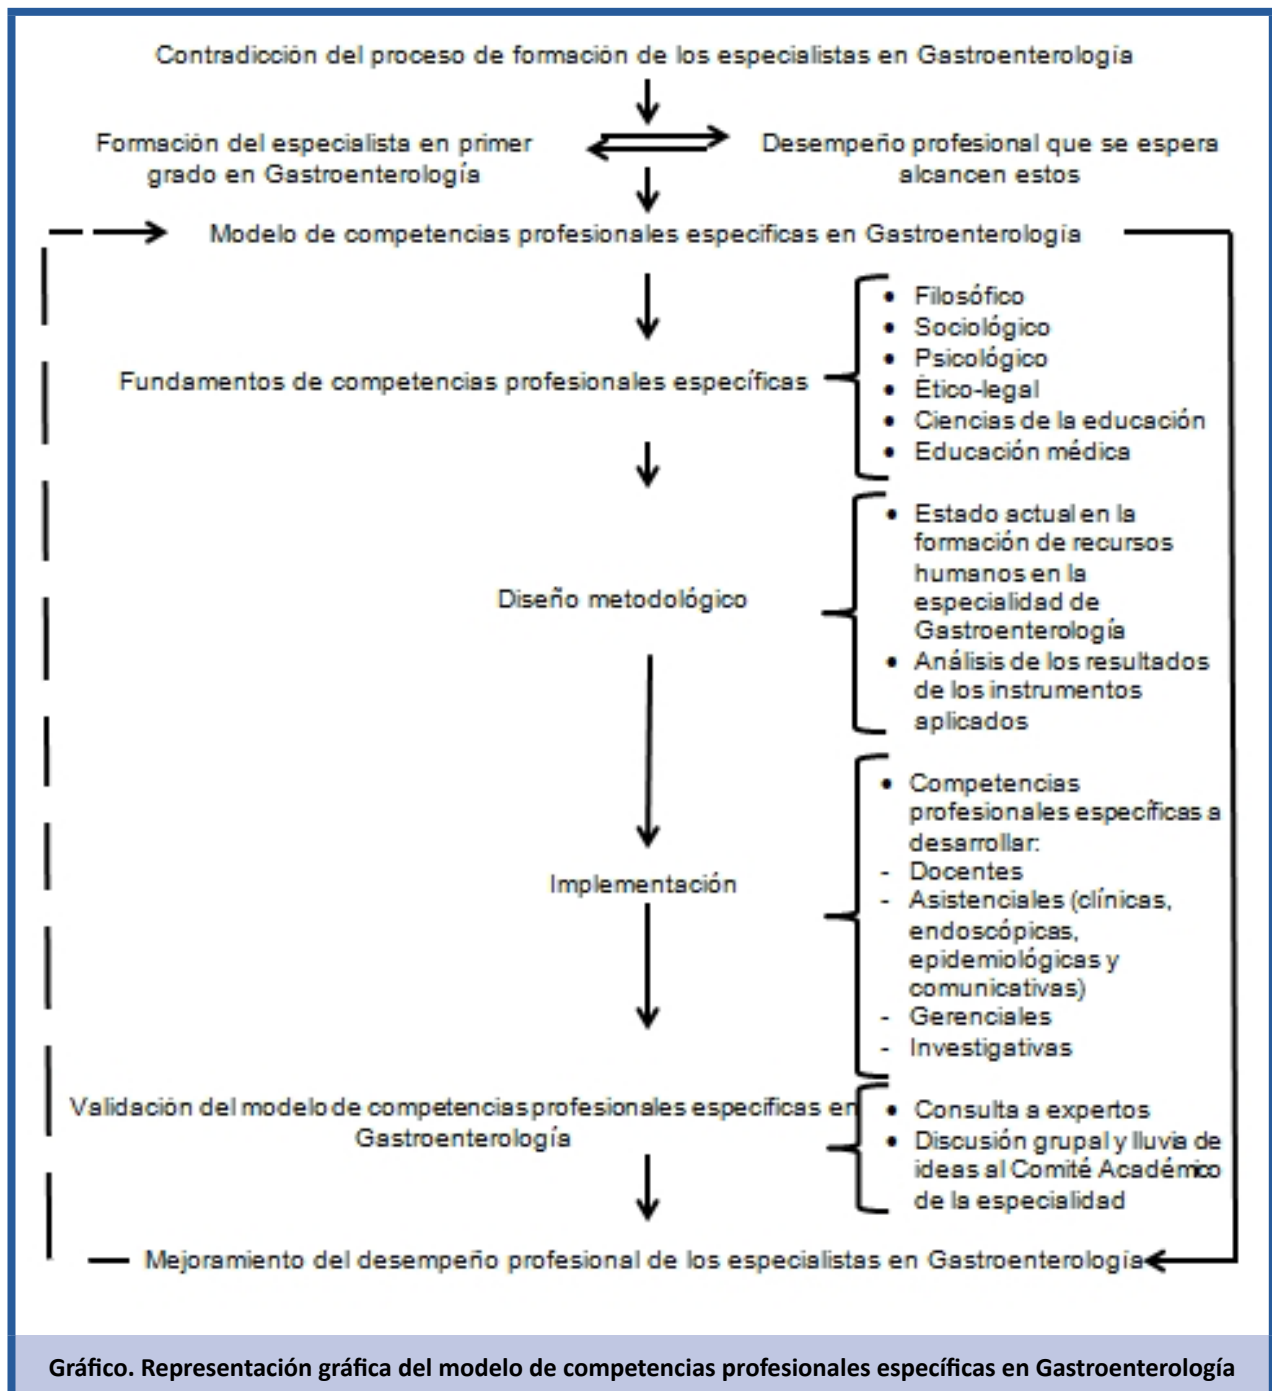 Contradicción del proceso de formación de los especialistas en Gastroenterología
Formación del especialista en primer
grado en Gastroenterología
Desempeño profesional que se espera
alcancen estos
Modelo de competencias profesionales especificas en Gastroenterología
Fundamentos de competencias profesionales específicas
• Filosófico
• Sociológico
• Psicológico
• Ético-legal
• Ciencias de la educación
• Educación médica
Diseño metodológico
• Estado actual en la
formación de recursos
humanos en la
especialidad de
Gastroenterología
• Análisis de los resultados
de los instrumentos
aplicados
Implementación
• Competencias
profesionales específicas a
desarrollar:
- Docentes
- Asistenciales (clínicas,
endoscópicas,
epidemiológicas y
comunicativas)
- Gerenciales
- Investigativas
Validación del modelo de competencias profesionales específicas en
Gastroenterología
• Consulta a expertos
• Discusión grupal y lluvia de
ideas al Comité Académico
de la especialidad
Mejoramiento del desempeño profesional de los especialistas en Gastroenterología
Gráfico. Representación gráfica del modelo de competencias profesionales específicas en Gastroenterología